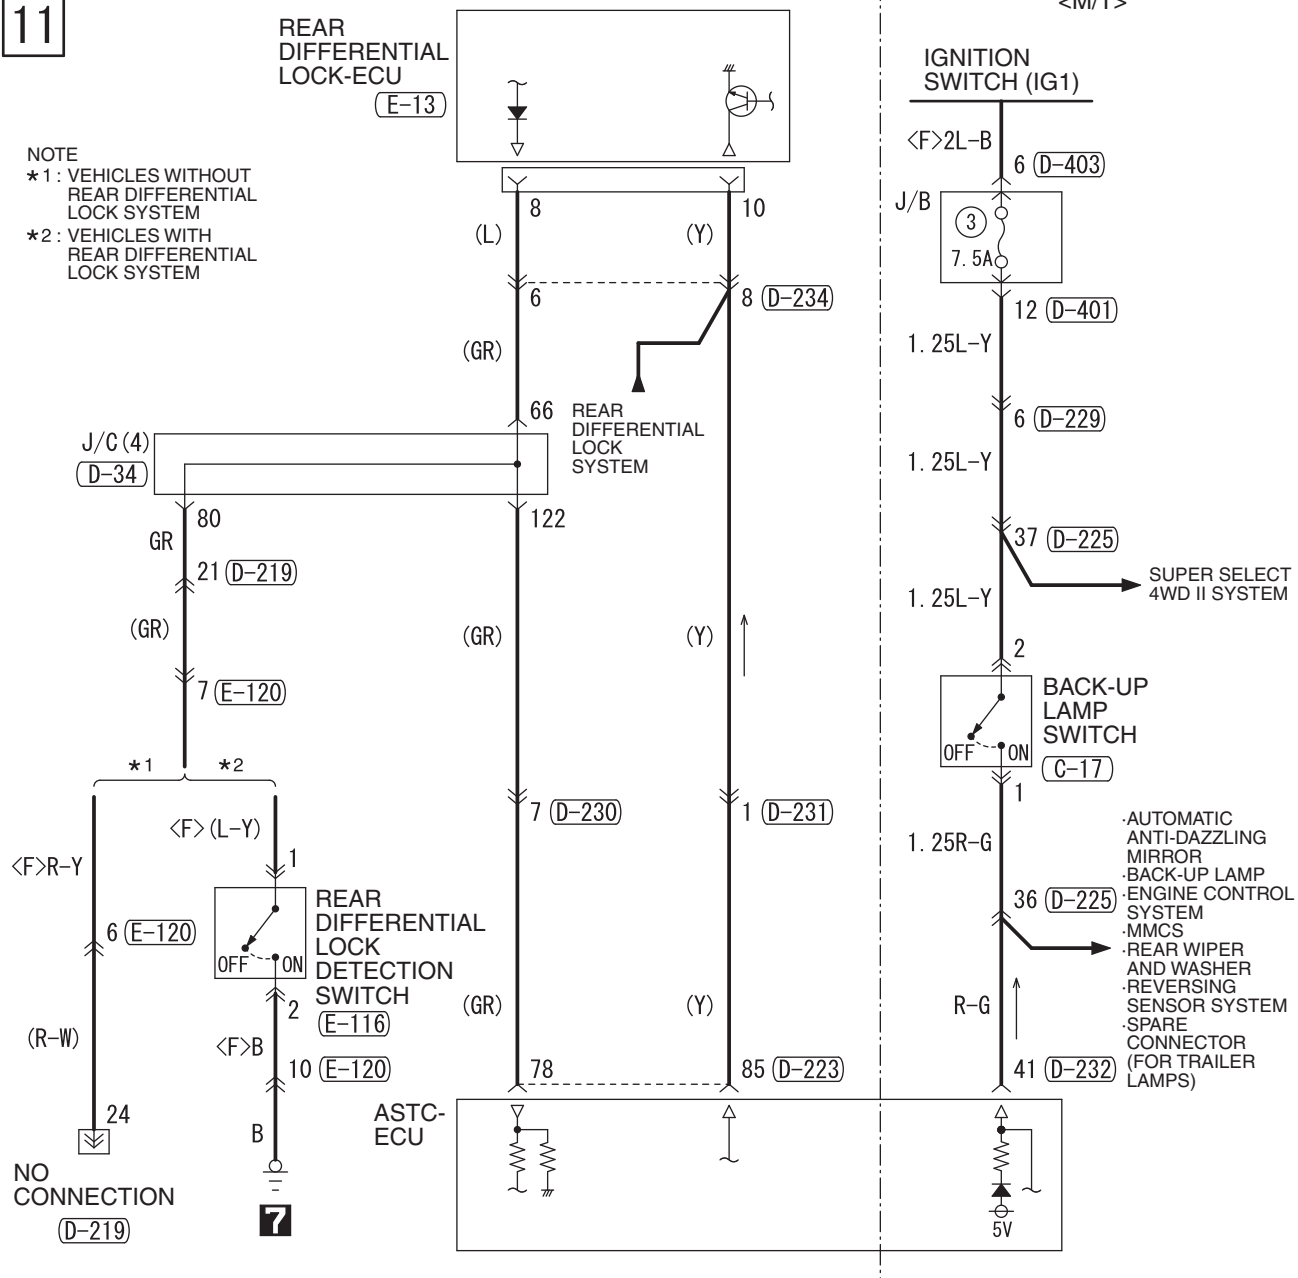 11
<M/T>
REAR
DIFFERENTIAL
LOCK-ECU
E-13
NOTE
*1 : VEHICLES WITHOUT
REAR DIFFERENTIAL
LOCK SYSTEM
*2 : VEHICLES WITH
REAR DIFFERENTIAL
LOCK SYSTEM
8
10
(L)
(Y)
6
8 D-234
(GR)
REAR
DIFFERENTIAL
LOCK
SYSTEM
66
J/C(4)
D-34
80
122
GR
21 D-219
(GR)
(GR)
(Y)
7 E-120
*1
*2
<F>R-Y
<F>(L-Y)
1
6 E-120
OFF
ON
REAR
DIFFERENTIAL
LOCK
DETECTION
SWITCH
E-116
2
<F>B
10 E-120
(R-W)
24
B
NO
CONNECTION
D-219
7
7 D-230
1 D-231
(GR)
(Y)
78
85 D-223
ASTC-
ECU
IGNITION
SWITCH (IG1)
<F>2L-B
6 D-403
J/B
3
7.5A
12 D-401
1.25L-Y
6 D-229
1.25L-Y
37 D-225
SUPER SELECT
4WD II SYSTEM
1.25L-Y
2
OFF
ON
BACK-UP
LAMP
SWITCH
C-17
1
1.25R-G
36 D-225
·AUTOMATIC
ANTI-DAZZLING
MIRROR
·BACK-UP LAMP
·ENGINE CONTROL
SYSTEM
·MMCS
·REAR WIPER
AND WASHER
·REVERSING
SENSOR SYSTEM
·SPARE
CONNECTOR
(FOR TRAILER
LAMPS)
R-G
41 D-232
5V